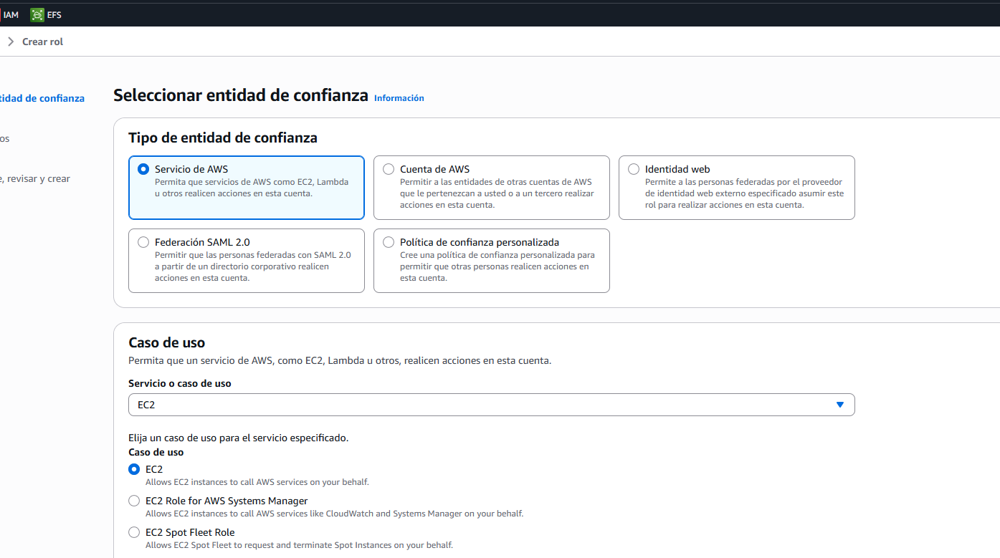 IAM EFS
Crear rol
tidad de confianza
Seleccionar entidad de confianza Información
os
e, revisar y crear
Tipo de entidad de confianza
Servicio de AWS
Permita que servicios de AWS como EC2, Lambda
u otros realicen acciones en esta cuenta.
Cuenta de AWS
Permitir a las entidades de otras cuentas de AWS
que le pertenezcan a usted o a un tercero realizar
acciones en esta cuenta.
Identidad web
Permite a las personas federadas por el proveedor
de identidad web externo especificado asumir este
rol para realizar acciones en esta cuenta.
Federación SAML 2.0
Permitir que las personas federadas con SAML 2.0
a partir de un directorio corporativo realicen
acciones en esta cuenta.
Política de confianza personalizada
Cree una política de confianza personalizada para
permitir que otras personas realicen acciones en
esta cuenta.
Caso de uso
Permita que un servicio de AWS, como EC2, Lambda u otros, realicen acciones en esta cuenta.
Servicio o caso de uso
EC2
Elija un caso de uso para el servicio especificado.
Caso de uso
EC2
Allows EC2 instances to call AWS services on your behalf.
EC2 Role for AWS Systems Manager
Allows EC2 instances to call AWS services like CloudWatch and Systems Manager on your behalf.
EC2 Spot Fleet Role
Allows EC2 Spot Fleet to request and terminate Spot Instances on your behalf.